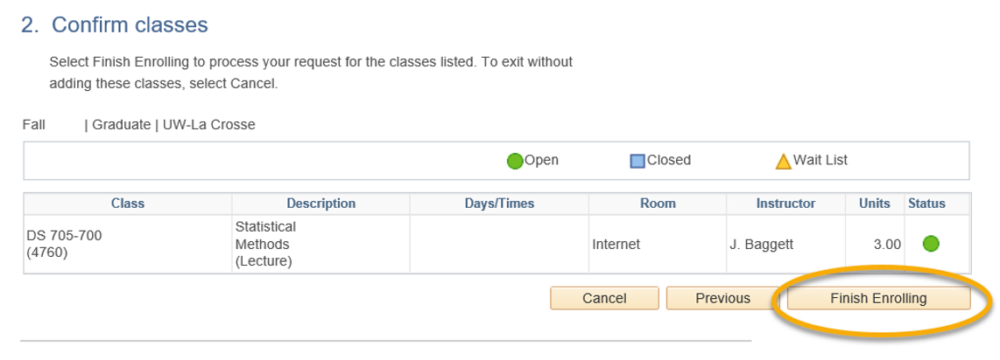 2. Confirm classes
Select Finish Enrolling to process your request for the classes listed. To exit without
adding these classes, select Cancel.
Fall | Graduate | UW-La Crosse
Open Closed Wait List
Class Description Days/Times Room Instructor Units Status
DS 705-700
(4760)
Statistical
Methods
(Lecture)
Internet
J. Baggett
3.00
Cancel Previous Finish Enrolling